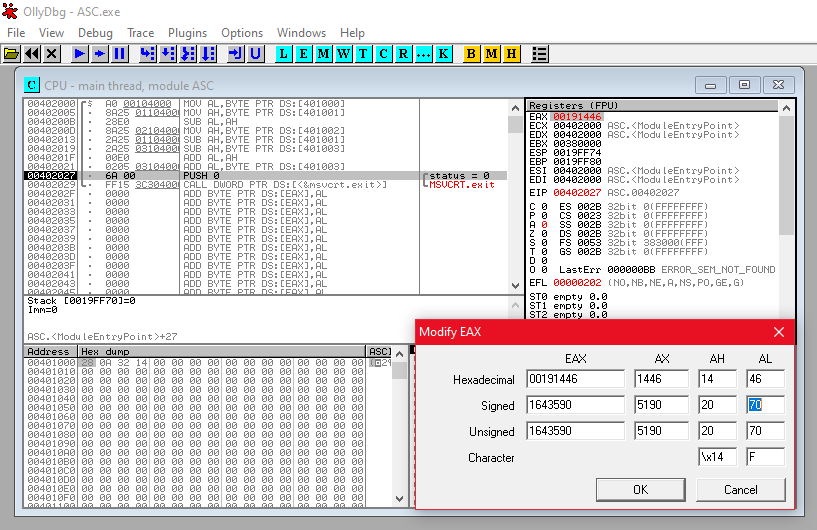 OllyDbg - ASC.exe
File View Debug Trace Plugins Options Windows Help
L E M W T C R ... K B M H
C CPU - main thread, module ASC
00402000 $ A0 00104000 MOV AL,BYTE PTR DS:[401000]
00402005 · 8A25 0110400 MOV AH,BYTE PTR DS:[401001]
0040200B · 28E0 SUB AL,AH
0040200D · 8A25 0210400 MOV AH,BYTE PTR DS:[401002]
00402013 · 2A25 0110400 SUB AH,BYTE PTR DS:[401001]
00402019 · 2A25 0310400 SUB AH,BYTE PTR DS:[401003]
0040201F · 00E0 ADD AL,AH
00402021 · 0205 0310400 ADD AL,BYTE PTR DS:[401003]
00402027 · 6A 00 PUSH 0 status = 0
00402029 · FF15 3C30400 CALL DWORD PTR DS:[<&msvcrt.exit>] MSVCRT.exit
0040202F · 0000 ADD BYTE PTR DS:[EAX],AL
00402031 · 0000 ADD BYTE PTR DS:[EAX],AL
00402033 · 0000 ADD BYTE PTR DS:[EAX],AL
00402035 · 0000 ADD BYTE PTR DS:[EAX],AL
00402037 · 0000 ADD BYTE PTR DS:[EAX],AL
00402039 · 0000 ADD BYTE PTR DS:[EAX],AL
0040203B · 0000 ADD BYTE PTR DS:[EAX],AL
0040203D · 0000 ADD BYTE PTR DS:[EAX],AL
0040203F · 0000 ADD BYTE PTR DS:[EAX],AL
00402041 · 0000 ADD BYTE PTR DS:[EAX],AL
00402043 · 0000 ADD BYTE PTR DS:[EAX],AL
00402045 · 0000 ADD BYTE PTR DS:[EAX],AL
Registers (FPU)
EAX 00191446
ECX 00402000 ASC.<ModuleEntryPoint>
EDX 00402000 ASC.<ModuleEntryPoint>
EBX 00380000
ESP 0019FF74
EBP 0019FF80
ESI 00402000 ASC.<ModuleEntryPoint>
EDI 00402000 ASC.<ModuleEntryPoint>
EIP 00402027 ASC.00402027
C 0 ES 002B 32bit 0(FFFFFFFF)
P 0 CS 0023 32bit 0(FFFFFFFF)
A 0 SS 002B 32bit 0(FFFFFFFF)
Z 0 DS 002B 32bit 0(FFFFFFFF)
S 0 FS 0053 32bit 383000(FFF)
T 0 GS 002B 32bit 0(FFFFFFFF)
D 0
O 0 LastErr 000000BB ERROR_SEM_NOT_FOUND
EFL 00000202 (NO,NB,NE,A,NS,PO,GE,G)
ST0 empty 0.0
ST1 empty 0.0
ST2 empty 0.0
Stack [0019FF70]=0
Imm=0
ASC.<ModuleEntryPoint>+27
Address Hex dump ASCI
00401000 28 0A 32 14 00 00 00 00 00 00 00 00 00 00 00 00
00401010 00 00 00 00 00 00 00 00 00 00 00 00 00 00 00 00
00401020 00 00 00 00 00 00 00 00 00 00 00 00 00 00 00 00
00401030 00 00 00 00 00 00 00 00 00 00 00 00 00 00 00 00
00401040 00 00 00 00 00 00 00 00 00 00 00 00 00 00 00 00
00401050 00 00 00 00 00 00 00 00 00 00 00 00 00 00 00 00
00401060 00 00 00 00 00 00 00 00 00 00 00 00 00 00 00 00
00401070 00 00 00 00 00 00 00 00 00 00 00 00 00 00 00 00
00401080 00 00 00 00 00 00 00 00 00 00 00 00 00 00 00 00
00401090 00 00 00 00 00 00 00 00 00 00 00 00 00 00 00 00
004010A0 00 00 00 00 00 00 00 00 00 00 00 00 00 00 00 00
004010B0 00 00 00 00 00 00 00 00 00 00 00 00 00 00 00 00
004010C0 00 00 00 00 00 00 00 00 00 00 00 00 00 00 00 00
004010D0 00 00 00 00 00 00 00 00 00 00 00 00 00 00 00 00
004010E0 00 00 00 00 00 00 00 00 00 00 00 00 00 00 00 00
004010F0 00 00 00 00 00 00 00 00 00 00 00 00 00 00 00 00
00401100 00 00 00 00 00 00 00 00 00 00 00 00 00 00 00 00
Modify EAX
EAX AX AH AL
Hexadecimal 00191446 1446 14 46
Signed 1643590 5190 20 70
Unsigned 1643590 5190 20 70
Character \x14 F
OK Cancel